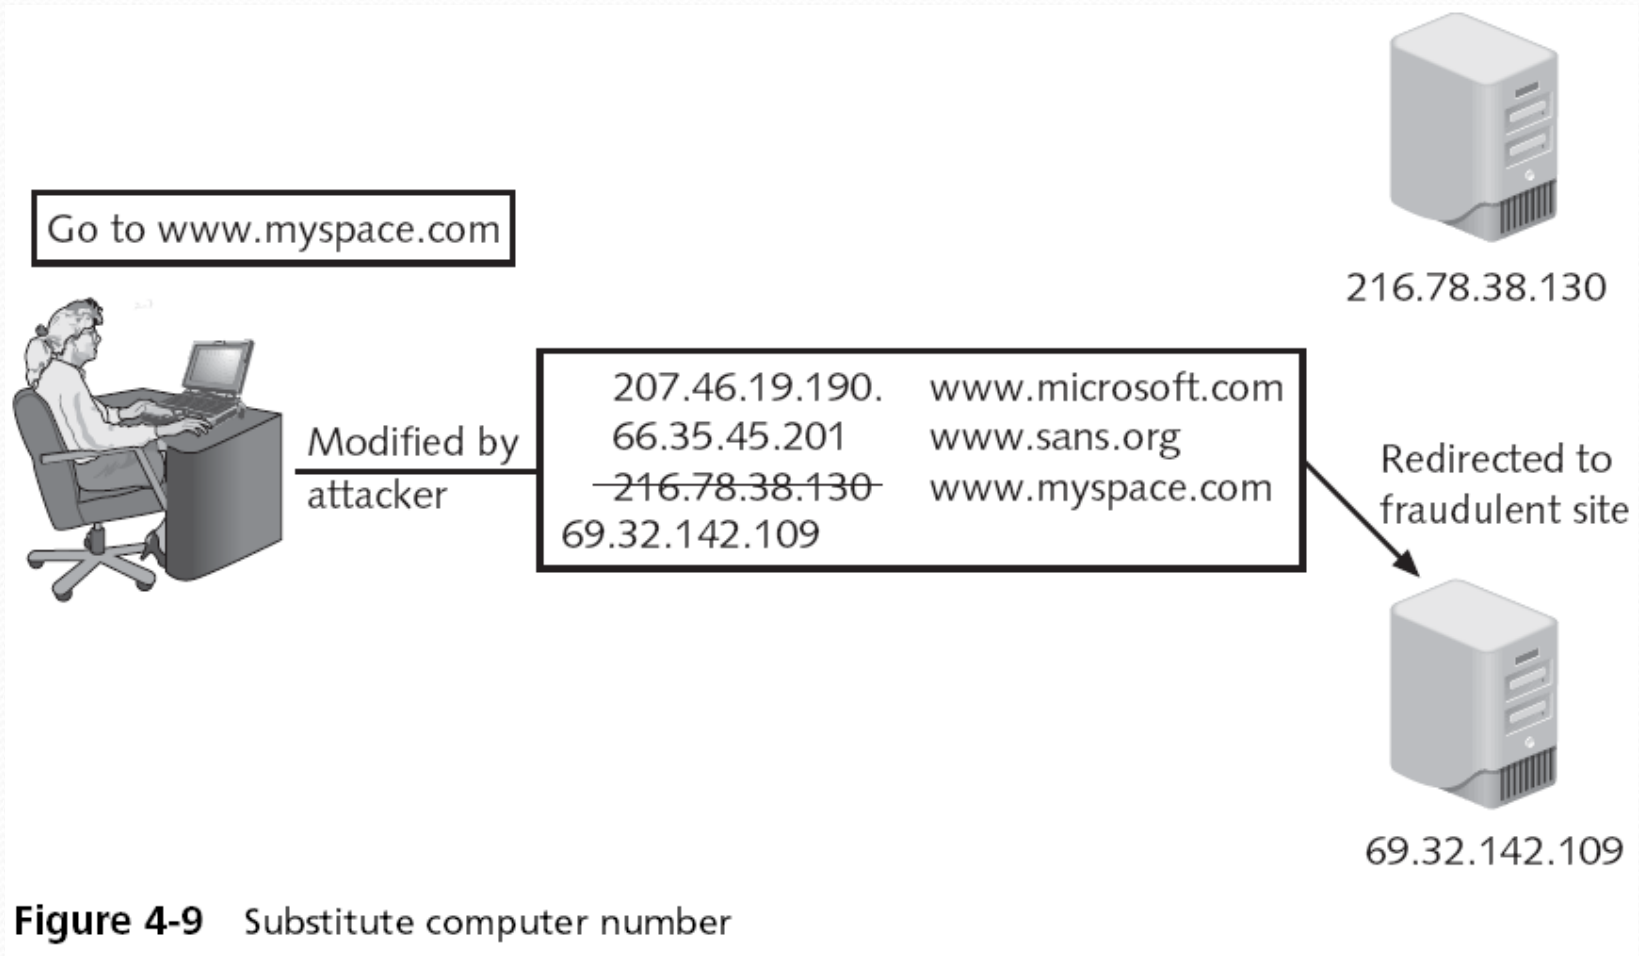 216.78.38.130
Go to www.myspace.com
Modified by
attacker
207.46.19.190. www.microsoft.com
66.35.45.201 www.sans.org
216.78.38.130 www.myspace.com
69.32.142.109
Redirected to
fraudulent site
69.32.142.109
Figure 4-9 Substitute computer number